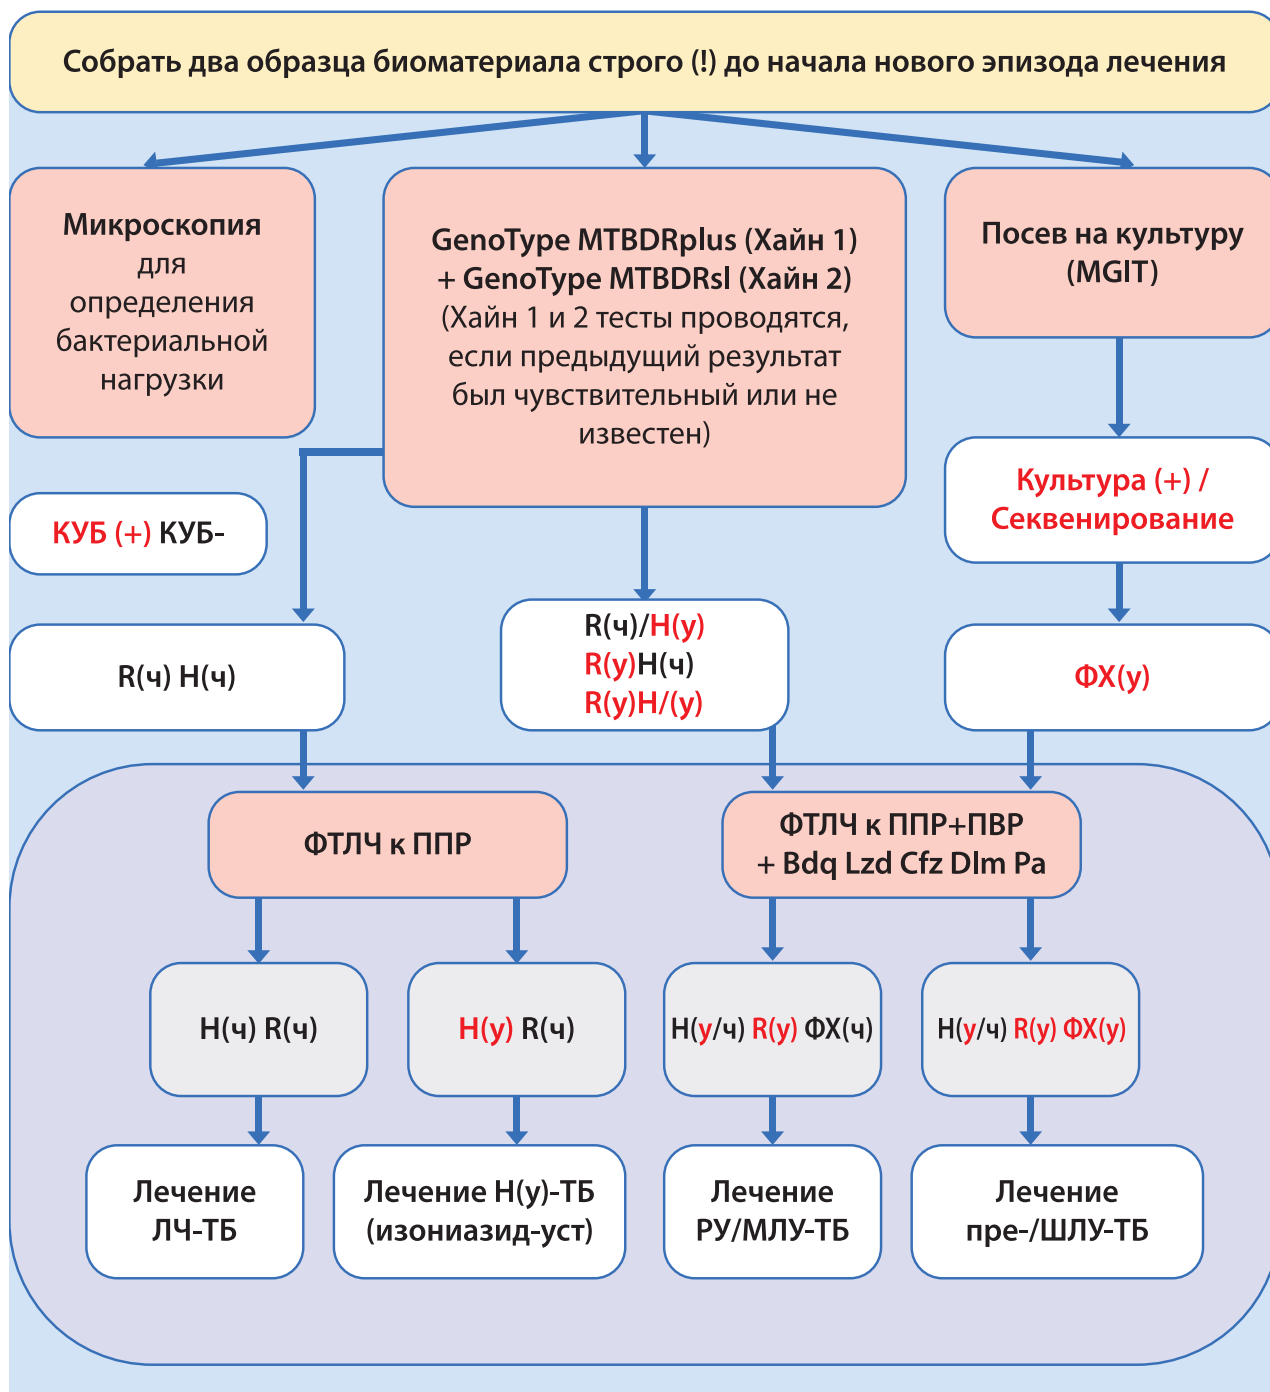 Собрать два образца биоматериала строго (!) до начала нового эпизода лечения
Микроскопия
для
определения
бактериальной
нагрузки
GenoType MTBDRplus (Хайн 1)
+ GenoType MTBDRsl (Хайн 2)
(Хайн 1 и 2 тесты проводятся,
если предыдущий результат
был чувствительный или не
известен)
Посев на культуру
(MGIT)
КУБ (+) КУБ-
Культура (+) /
Секвенирование
R(ч) H(ч)
R(ч)/H(у)
R(у)H(ч)
R(у)H/(у)
ФХ(у)
ФТЛЧ к ППР
ФТЛЧ к ППР+ПВР
+ Bdq Lzd Cfz Dlm Pa
H(ч) R(ч)
H(у) R(ч)
H(у/ч) R(у) ФХ(ч)
H(у/ч) R(у) ФХ(у)
Лечение
ЛЧ-ТБ
Лечение H(у)-ТБ
(изониазид-уст)
Лечение
РУ/МЛУ-ТБ
Лечение
пре-/ШЛУ-ТБ